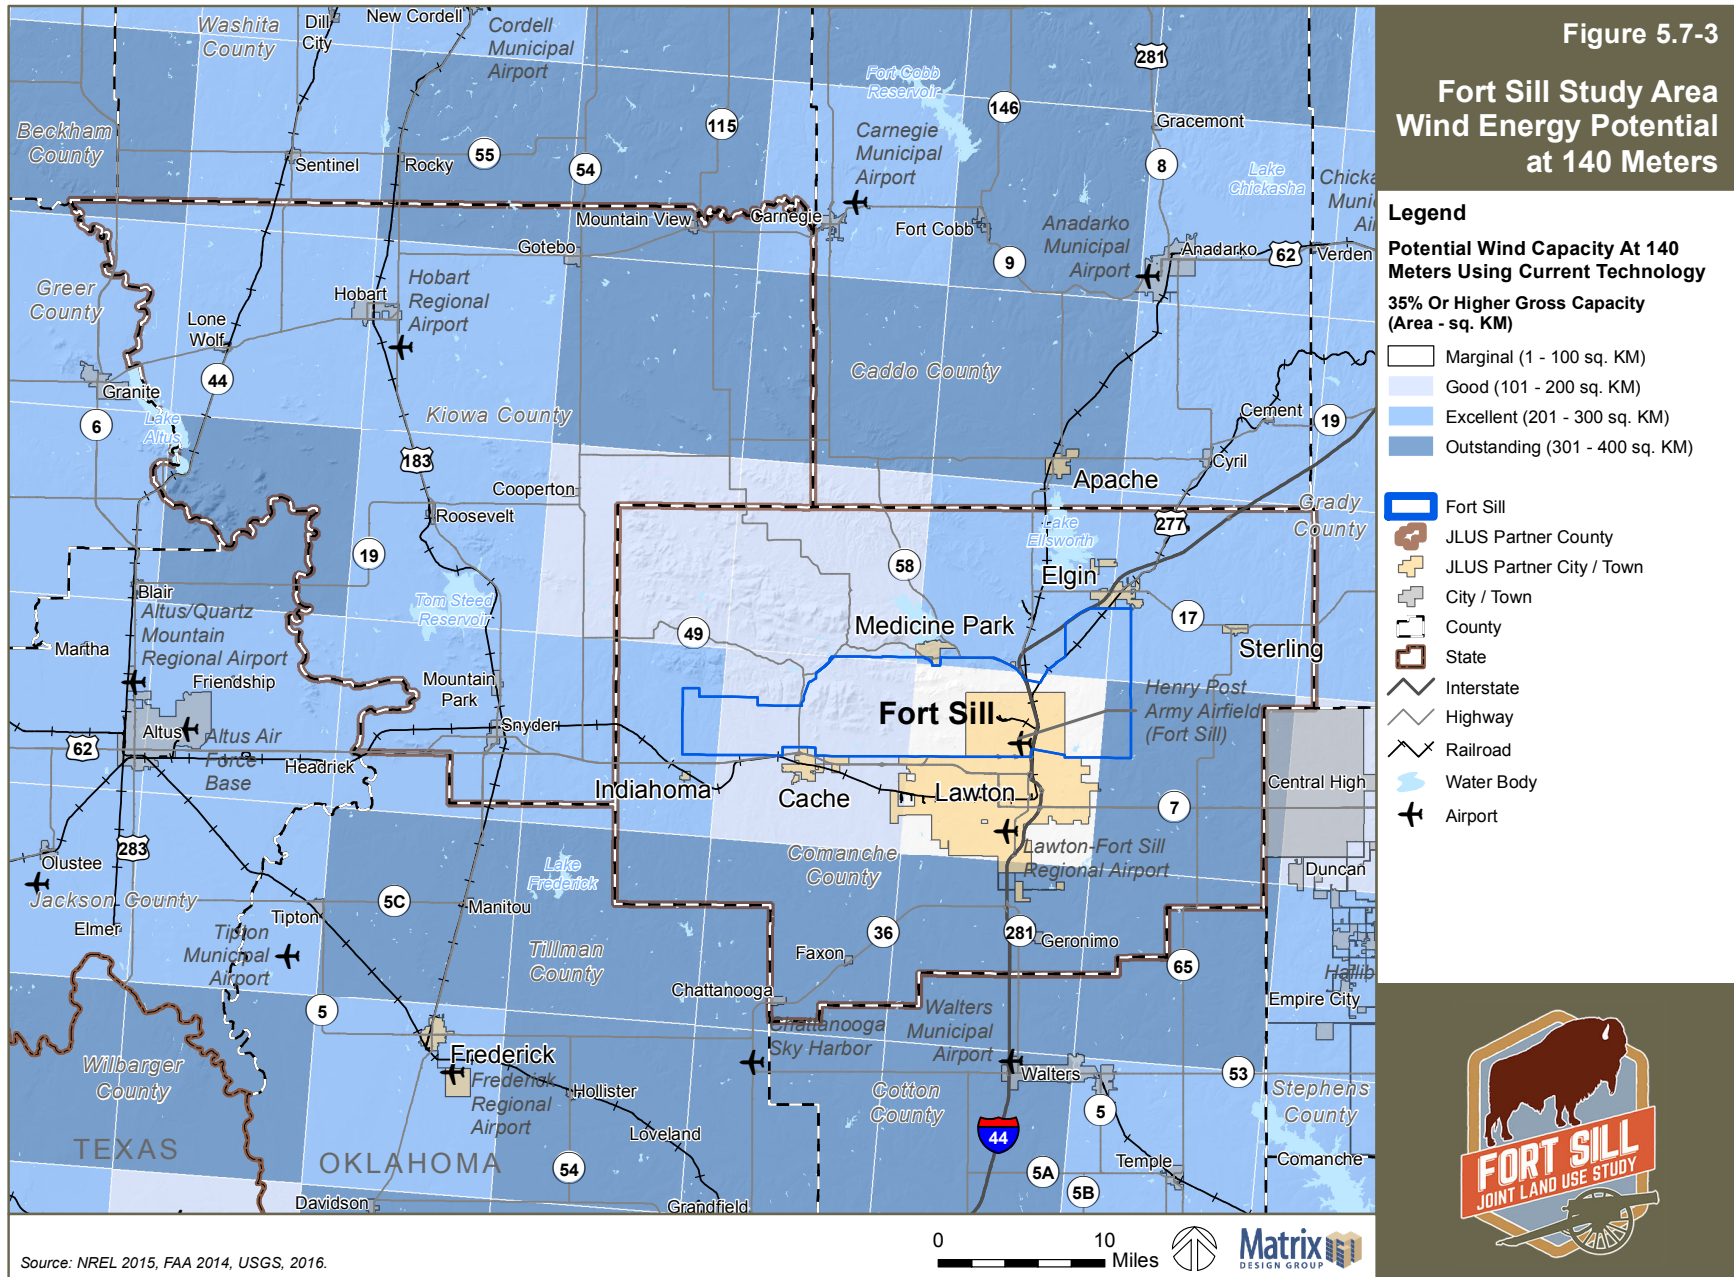 Figure 5.7-3
Fort Sill Study Area
Wind Energy Potential
at 140 Meters
Legend
Potential Wind Capacity At 140
Meters Using Current Technology
35% Or Higher Gross Capacity
(Area - sq. KM)
Marginal (1 - 100 sq. KM)
Good (101 - 200 sq. KM)
Excellent (201 - 300 sq. KM)
Outstanding (301 - 400 sq. KM)
Fort Sill
JLUS Partner County
JLUS Partner City / Town
City / Town
County
State
Interstate
Highway
Railroad
Water Body
Airport
FORT SILL
JOINT LAND USE STUDY
Washita
County
Dill
City
New Cordell
Cordell
Municipal
Airport
281
Fort Cobb
Reservoir
146
115
Gracemont
Beckham
County
Carnegie
Municipal
Airport
55
54
Sentinel
Rocky
8
Lake
Chickasha
Chicka
Munic
Air
Mountain View
Carnegie
Fort Cobb
Anadarko
Municipal
Airport
Anadarko
62
Verden
Gotebo
9
Greer
County
Hobart
Hobart
Regional
Airport
Lone
Wolf
44
Granite
Caddo County
Kiowa County
6
Lake
Altus
Cement
19
183
Cyril
Apache
Cooperton
Grady
County
Roosevelt
277
Lake
Ellsworth
19
58
Elgin
Blair
Tom Steed
Reservoir
17
Altus/Quartz
Mountain
Regional Airport
Martha
49
Medicine Park
Sterling
Friendship
Mountain
Park
Henry Post
Army Airfield
(Fort Sill)
Fort Sill
Altus
Snyder
62
Altus Air
Force
Base
Headrick
Indiahoma
Cache
Lawton
Central High
7
283
Olustee
Lake
Frederick
Comanche
County
Lawton-Fort Sill
Regional Airport
Duncan
Jackson County
5C
Manitou
Tipton
Elmer
36
281
Geronimo
Tipton
Municipal
Airport
Tillman
County
Faxon
65
Hallib
Chattanooga
Empire City
5
Chattanooga
Sky Harbor
Walters
Municipal
Airport
Wilbarger
County
Frederick
Frederick
Regional
Airport
Walters
53
Hollister
Cotton
County
Stephens
County
5
Loveland
44
TEXAS
OKLAHOMA
54
5A
5B
Temple
Comanche
Davidson
Grandfield
Source: NREL 2015, FAA 2014, USGS, 2016.
0
10
Miles
Matrix
DESIGN GROUP